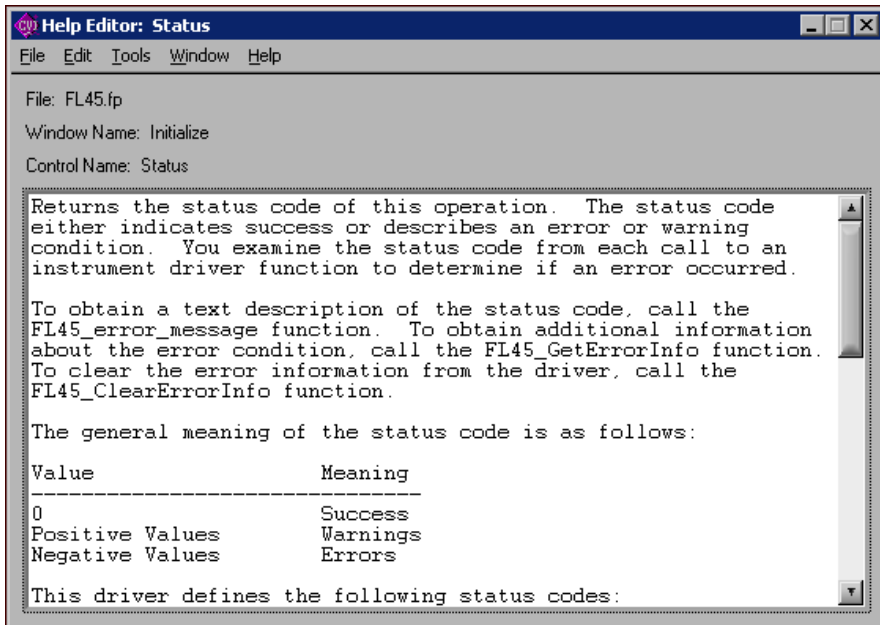 CVI Help Editor: Status
File Edit Tools Window Help
File: FL45.fp
Window Name: Initialize
Control Name: Status
Returns the status code of this operation. The status code
either indicates success or describes an error or warning
condition. You examine the status code from each call to an
instrument driver function to determine if an error occurred.
To obtain a text description of the status code, call the
FL45_error_message function. To obtain additional information
about the error condition, call the FL45_GetErrorInfo function.
To clear the error information from the driver, call the
FL45_ClearErrorInfo function.
The general meaning of the status code is as follows:
Value Meaning
-------------------------------
0 Success
Positive Values Warnings
Negative Values Errors
This driver defines the following status codes: